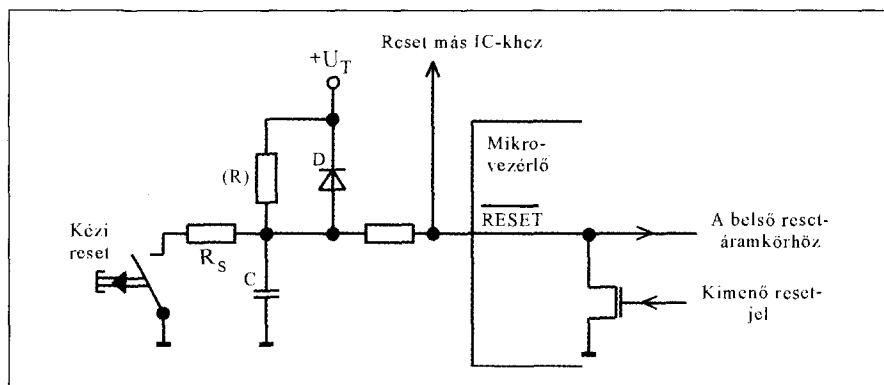 Reset más IC-khez
+U_T
(R)
D
Mikro-
vezérlő
RESET
Kézi
reset
R_S
C
A belső reset-
áramkörhöz
Kimenő reset-
jel